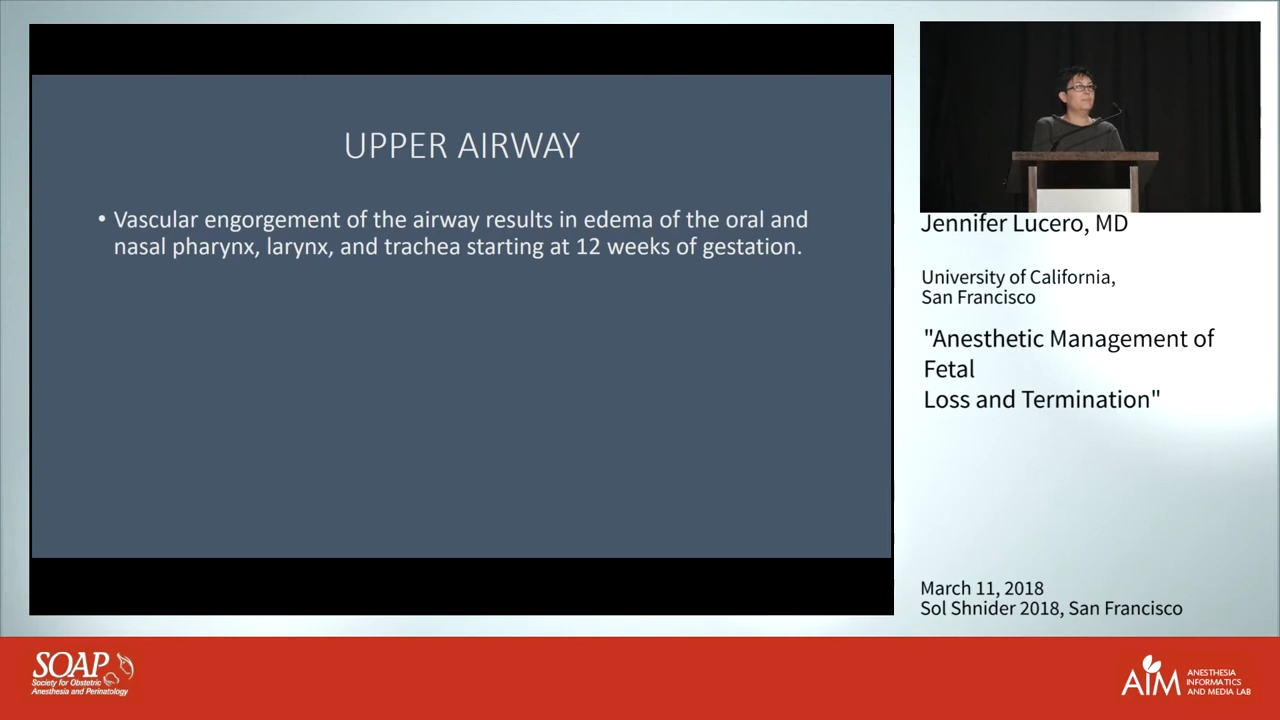 UPPER AIRWAY
• Vascular engorgement of the airway results in edema of the oral and
nasal pharynx, larynx, and trachea starting at 12 weeks of gestation.
Jennifer Lucero, MD
University of California,
San Francisco
"Anesthetic Management of
Fetal
Loss and Termination"
March 11, 2018
Sol Shnider 2018, San Francisco
SOAP
Society for Obstetric
Anesthesia and Perinatology
AIM
ANESTHESIA
INFORMATICS
AND MEDIA LAB